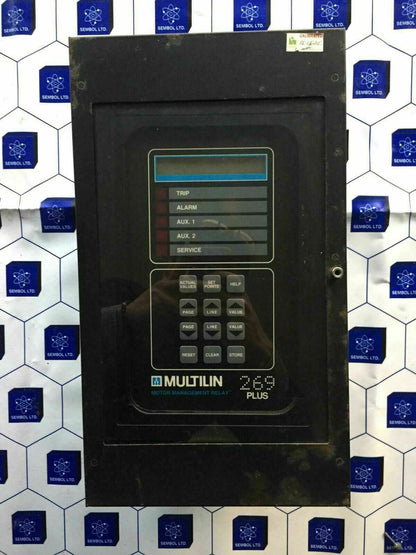 TRIP
ALARM
AUX. 1
AUX. 2
SERVICE
ACTUAL VALUES
SET POINTS
HELP
PAGE
LINE
VALUE
PAGE
LINE
VALUE
RESET
CLEAR
STORE
MULTILIN
269
PLUS
MOTOR MANAGEMENT RELAY
SEMBOL LTD.